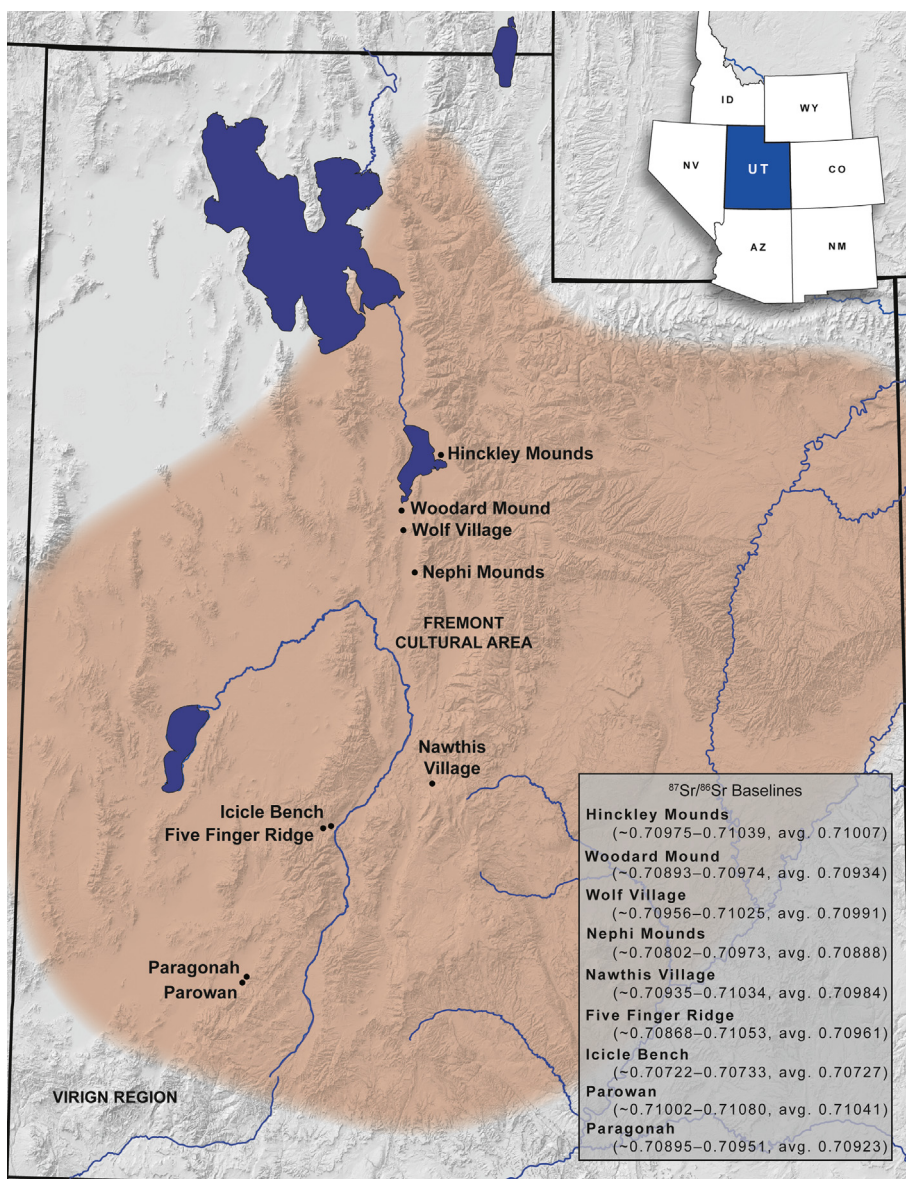 ID
WY
NV
UT
CO
AZ
NM
Hinckley Mounds
Woodard Mound
Wolf Village
Nephi Mounds
FREMONT
CULTURAL AREA
Nawthis
Village
Icicle Bench
Five Finger Ridge
Paragonah
Parowan
VIRIGN REGION
⁸⁷Sr/⁸⁶Sr Baselines
Hinckley Mounds
(~0.70975–0.71039, avg. 0.71007)
Woodard Mound
(~0.70893–0.70974, avg. 0.70934)
Wolf Village
(~0.70956–0.71025, avg. 0.70991)
Nephi Mounds
(~0.70802–0.70973, avg. 0.70888)
Nawthis Village
(~0.70935–0.71034, avg. 0.70984)
Five Finger Ridge
(~0.70868–0.71053, avg. 0.70961)
Icicle Bench
(~0.70722–0.70733, avg. 0.70727)
Parowan
(~0.71002–0.71080, avg. 0.71041)
Paragonah
(~0.70895–0.70951, avg. 0.70923)